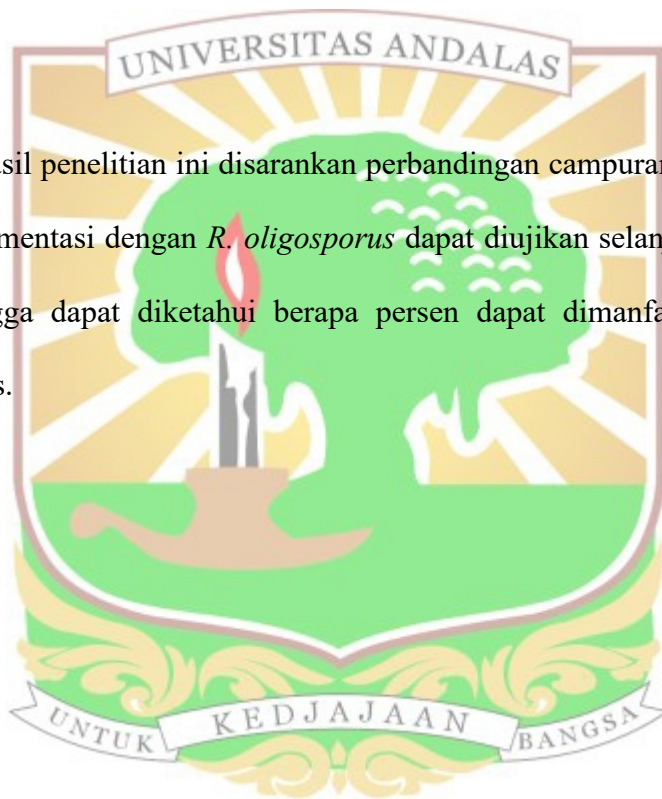 UNIVERSITAS ANDALAS
sil penelitian ini disarankan perbandingan campuran
mentasi dengan R. oligosporus dapat diujikan selanj
gga dapat diketahui berapa persen dapat dimanfa
s.
UNTUK KEDJAJAAN BANGSA